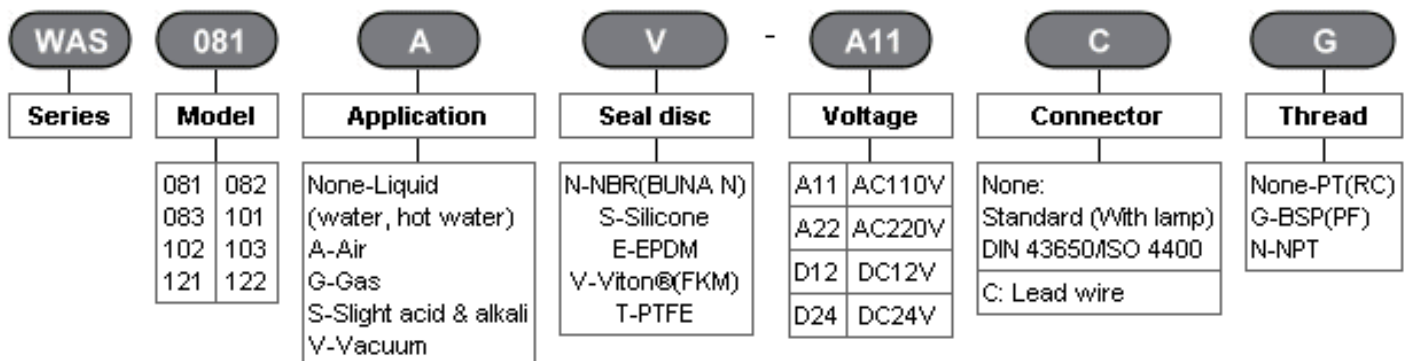 WAS 081 A V - A11 C G
Series Model Application Seal disc Voltage Connector Thread
081 082
083 101
102 103
121 122
None-Liquid
(water, hot water)
A-Air
G-Gas
S-Slight acid & alkali
V-Vacuum
N-NBR(BUNA N)
S-Silicone
E-EPDM
V-Viton®(FKM)
T-PTFE
A11 AC110V
A22 AC220V
D12 DC12V
D24 DC24V
None:
Standard (With lamp)
DIN 43650/ISO 4400
C: Lead wire
None-PT(RC)
G-BSP(PF)
N-NPT